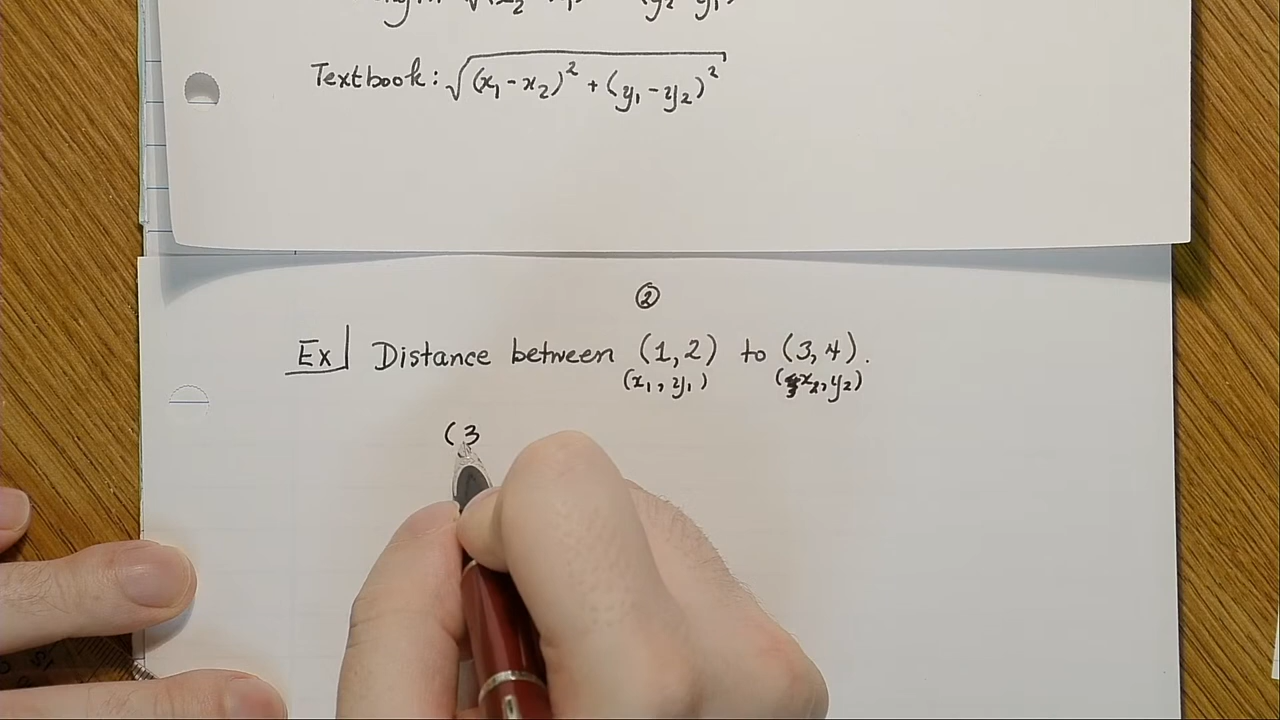 Textbook: √(x₁ - x₂)² + (y₁ - y₂)²
②
Ex| Distance between (1, 2) to (3, 4).
(x₁, y₁) (x₂, y₂)
(3